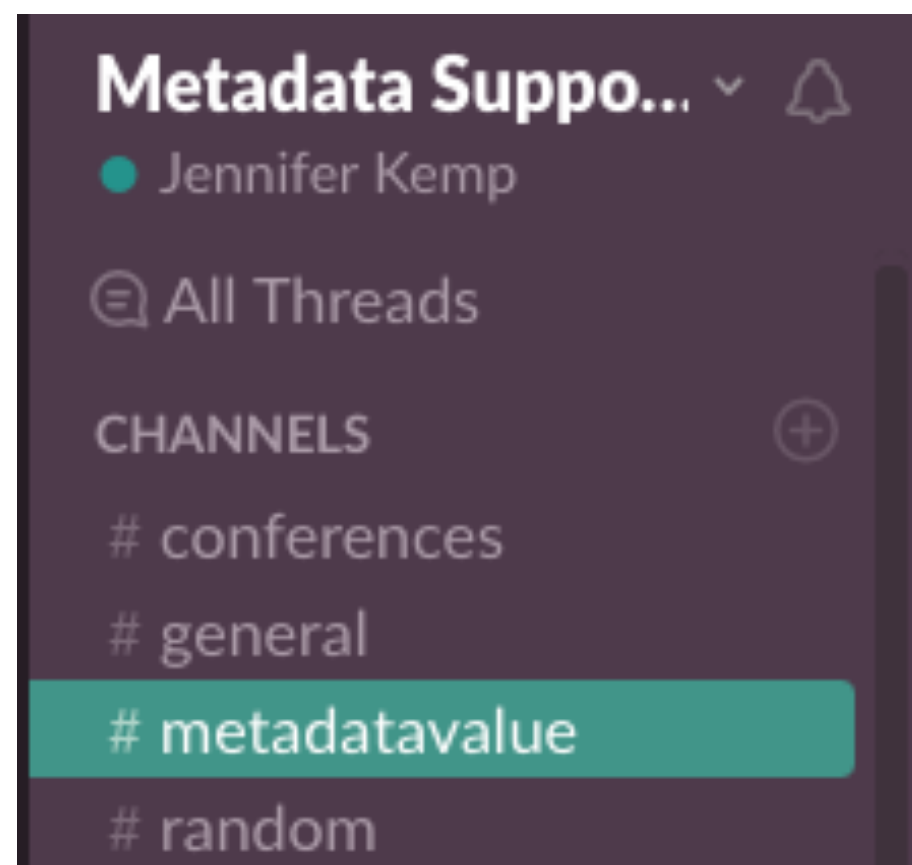 Metadata Suppo...
Jennifer Kemp
All Threads
CHANNELS
# conferences
# general
# metadatavalue
# random